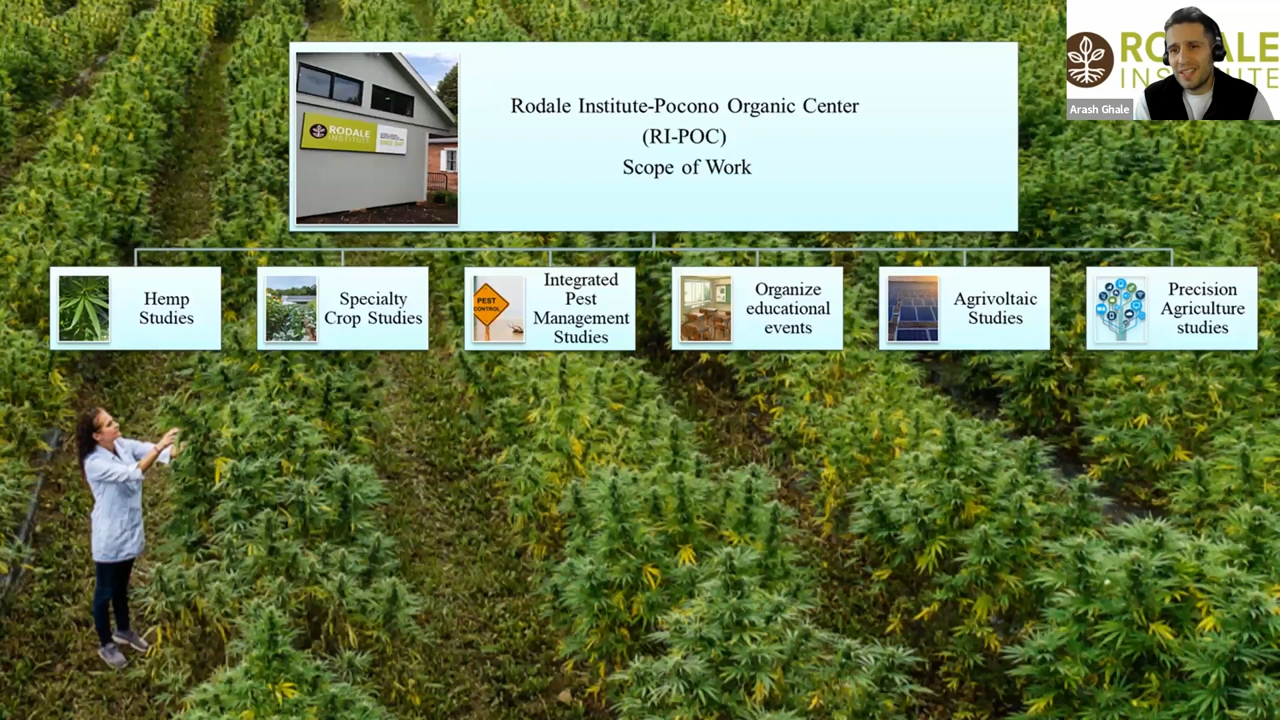 RODALE
INSTITUTE
Arash Ghale
Rodale Institute-Pocono Organic Center
(RI-POC)
Scope of Work
RODALE
INSTITUTE
Hemp
Studies
Specialty
Crop Studies
PEST
CONTROL
Integrated
Pest
Management
Studies
Organize
educational
events
Agrivoltaic
Studies
Precision
Agriculture
studies